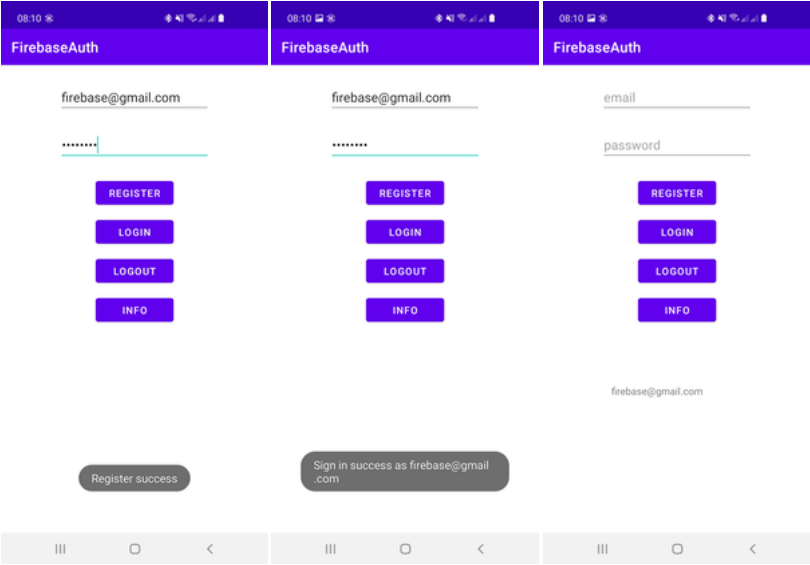 08:10
FirebaseAuth
firebase@gmail.com
........
REGISTER
LOGIN
LOGOUT
INFO
Register success
08:10
FirebaseAuth
firebase@gmail.com
........
REGISTER
LOGIN
LOGOUT
INFO
Sign in success as firebase@gmail
.com
08:10
FirebaseAuth
email
password
REGISTER
LOGIN
LOGOUT
INFO
firebase@gmail.com